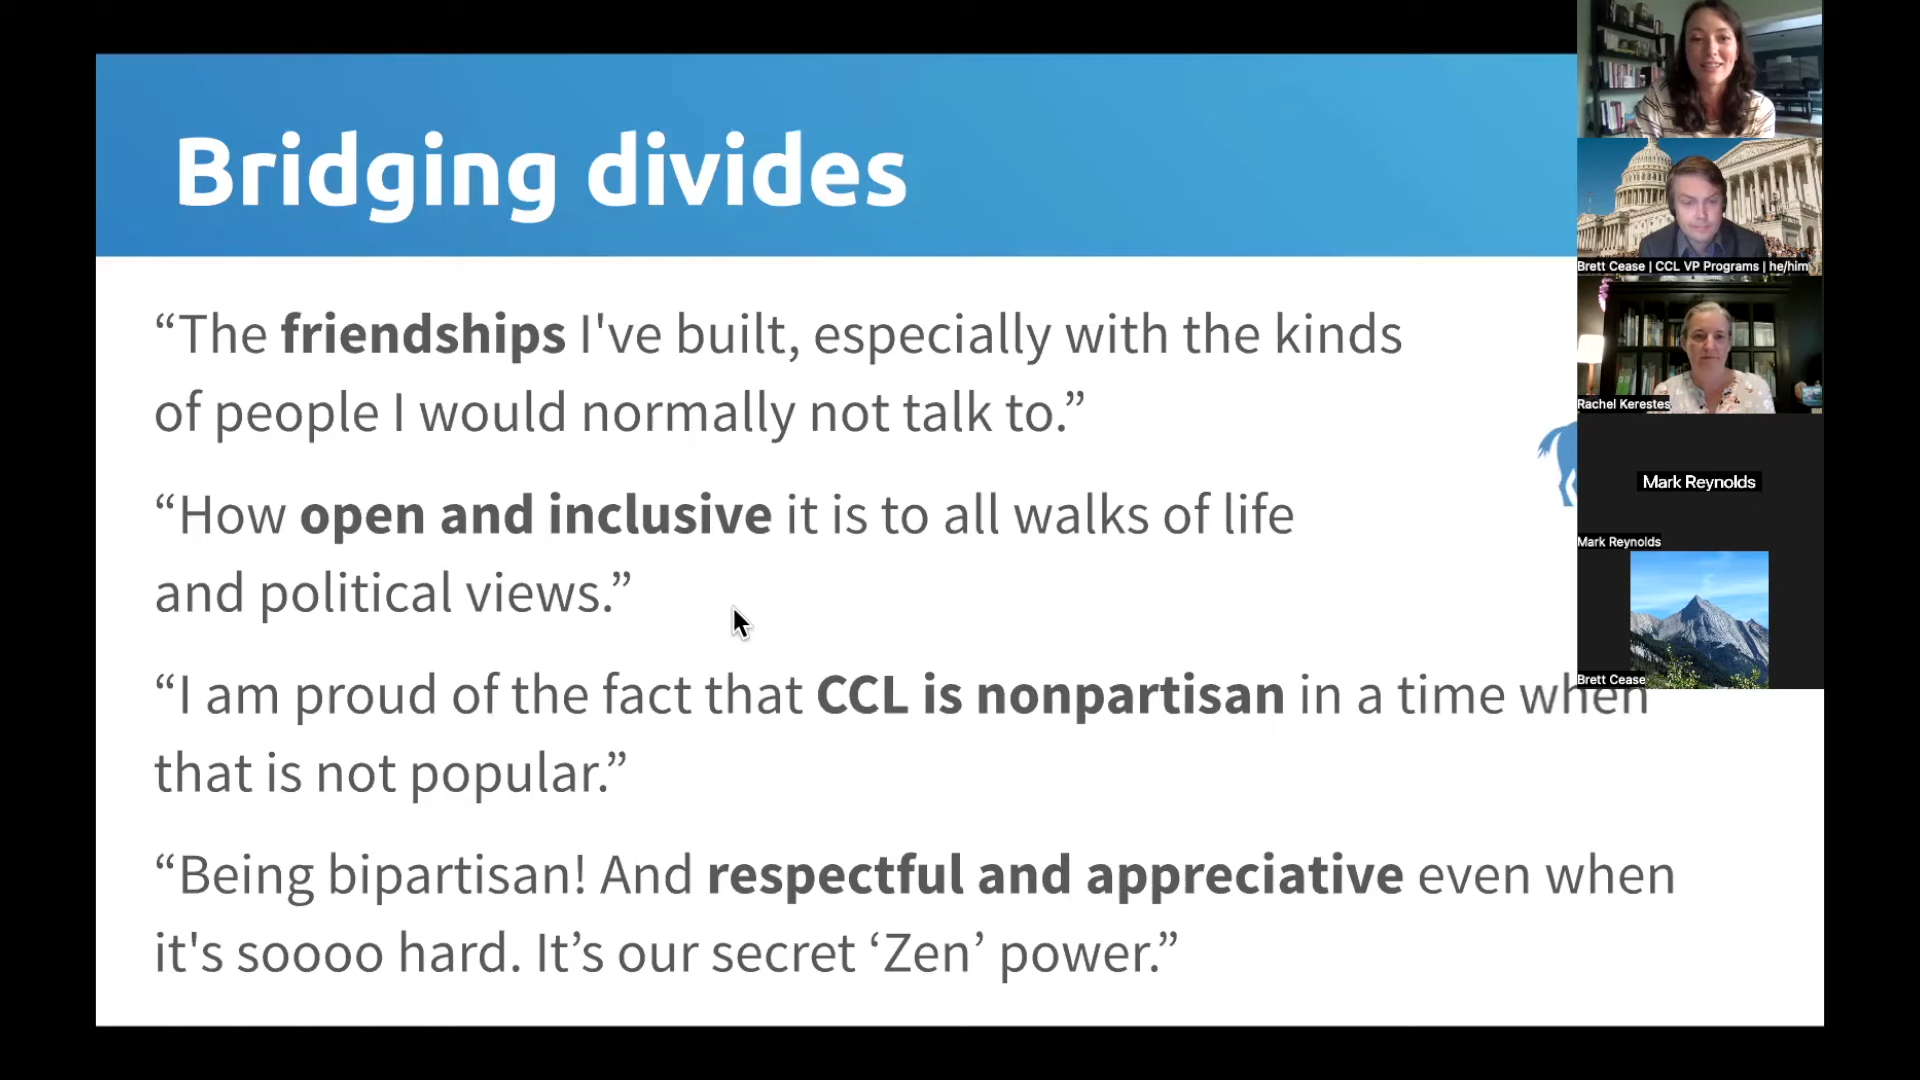 Bridging divides
“The friendships I've built, especially with the kinds
of people I would normally not talk to.”
“How open and inclusive it is to all walks of life
and political views.”
“I am proud of the fact that CCL is nonpartisan in a time when
that is not popular.”
“Being bipartisan! And respectful and appreciative even when
it's soooo hard. It’s our secret ‘Zen’ power.”
Brett Cease | CCL VP Programs | he/him
Rachel Kerestes
Mark Reynolds
Mark Reynolds
Brett Cease